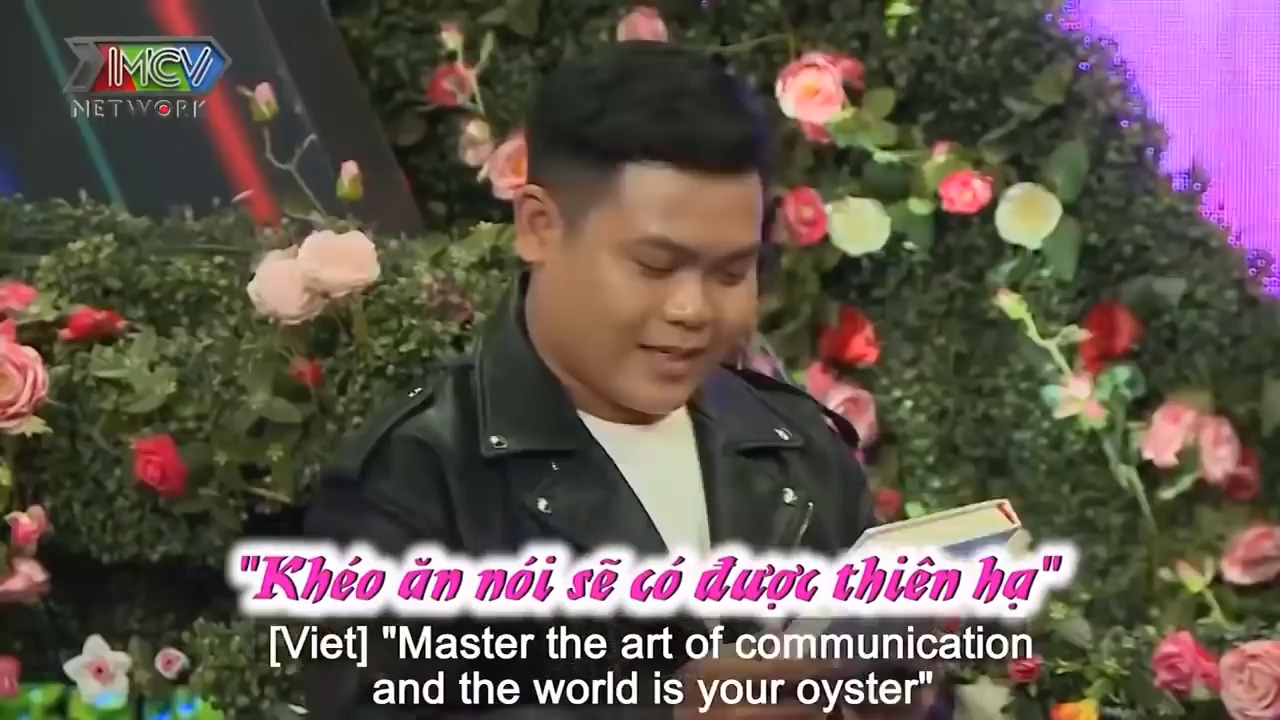 MCV
NETWORK
"Khéo ăn nói sẽ có được thiên hạ"
[Viet] "Master the art of communication
and the world is your oyster"